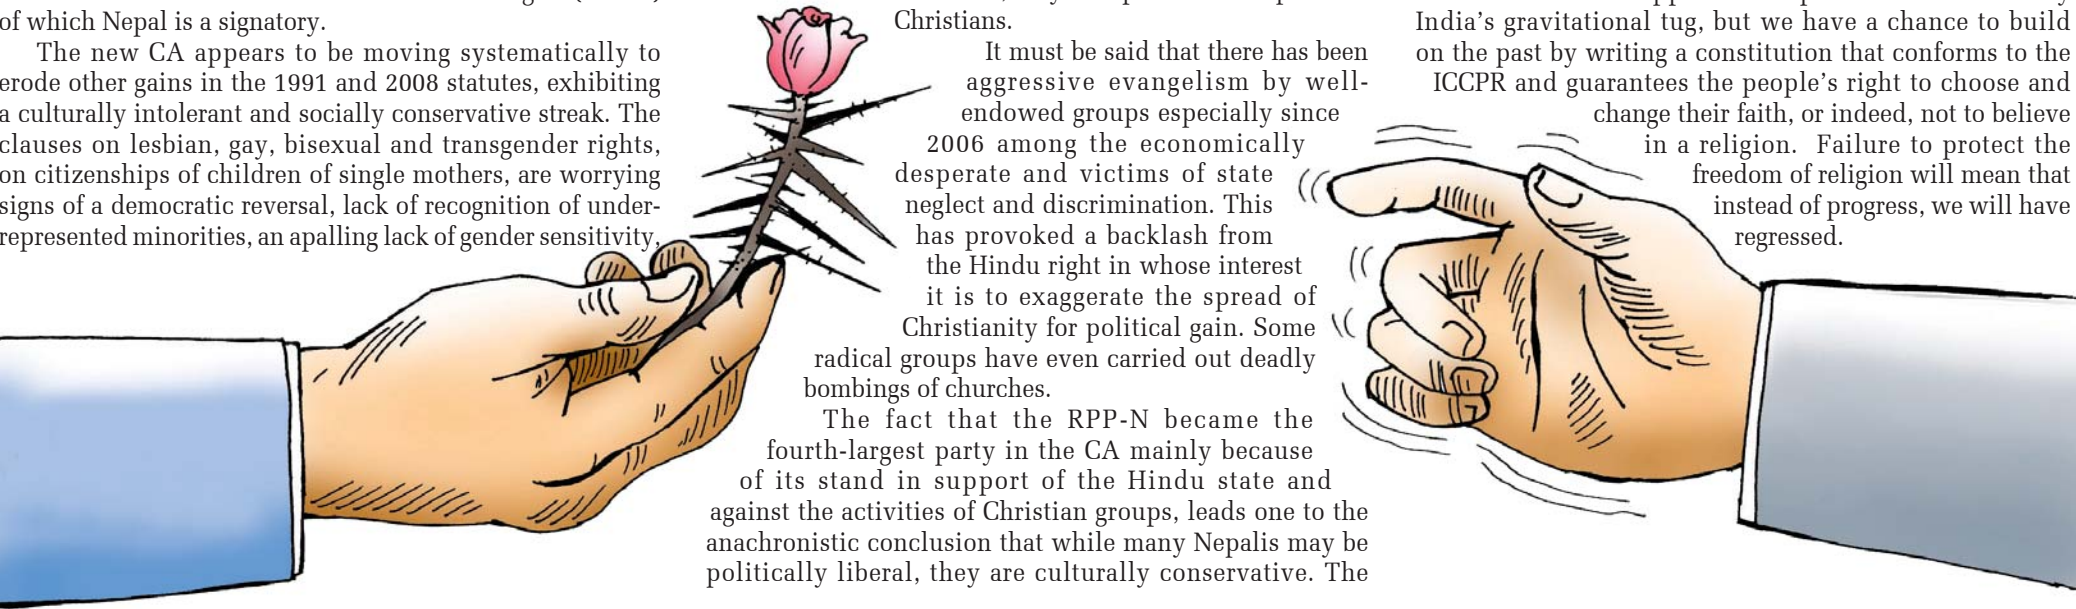 of which Nepal is a signatory.
The new CA appears to be moving systematically to
erode other gains in the 1991 and 2008 statutes, exhibiting
a culturally intolerant and socially conservative streak. The
clauses on lesbian, gay, bisexual and transgender rights,
on citizenships of children of single mothers, are worrying
signs of a democratic reversal, lack of recognition of under-
represented minorities, an apalling lack of gender sensitivity,
Christians.
It must be said that there has been
aggressive evangelism by well-
endowed groups especially since
2006 among the economically
desperate and victims of state
neglect and discrimination. This
has provoked a backlash from
the Hindu right in whose interest
it is to exaggerate the spread of
Christianity for political gain. Some
radical groups have even carried out deadly
bombings of churches.
The fact that the RPP-N became the
fourth-largest party in the CA mainly because
of its stand in support of the Hindu state and
against the activities of Christian groups, leads one to the
anachronistic conclusion that while many Nepalis may be
politically liberal, they are culturally conservative. The
India's gravitational tug, but we have a chance to build
on the past by writing a constitution that conforms to the
ICCPR and guarantees the people's right to choose and
change their faith, or indeed, not to believe
in a religion. Failure to protect the
freedom of religion will mean that
instead of progress, we will have
regressed.